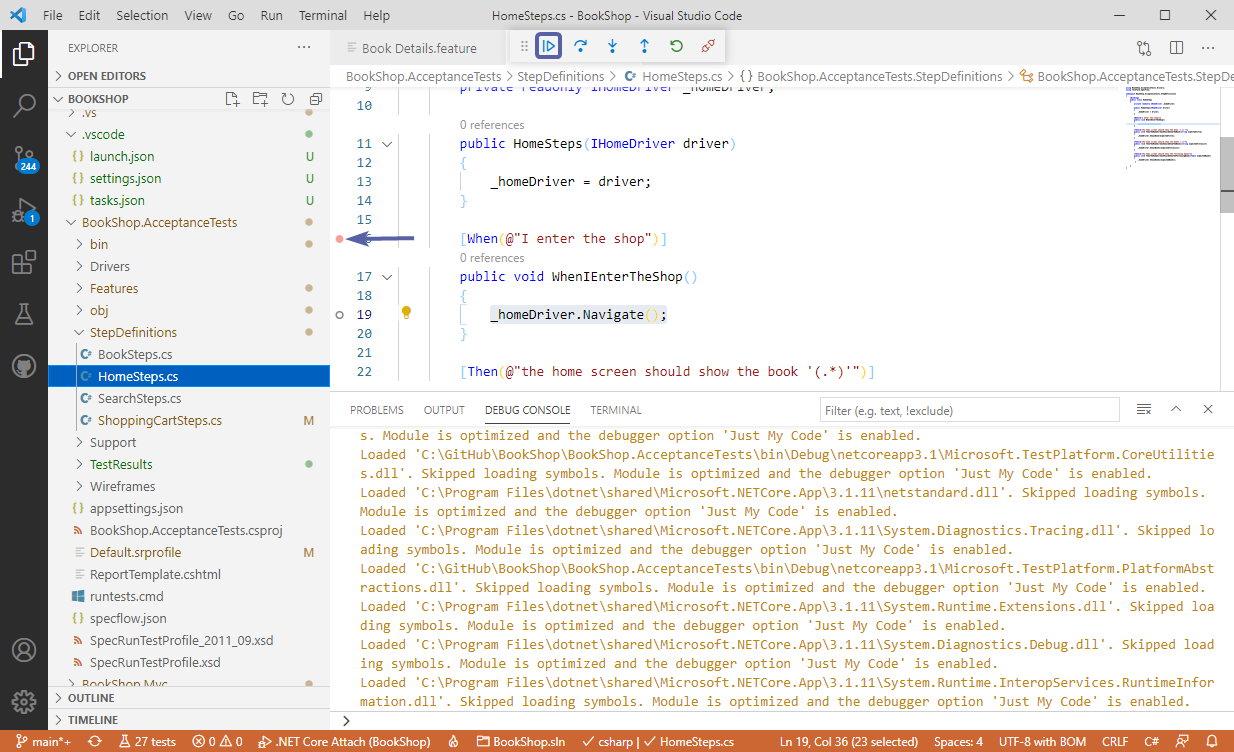 File Edit Selection View Go Run Terminal Help HomeSteps.cs - BookShop - Visual Studio Code
EXPLORER
OPEN EDITORS
BOOKSHOP
.vs
.vscode
{} launch.json U
{} settings.json U
{} tasks.json U
BookShop.AcceptanceTests
bin
Drivers
Features
obj
StepDefinitions
C# BookSteps.cs
C# HomeSteps.cs
C# SearchSteps.cs
C# ShoppingCartSteps.cs M
Support
TestResults
Wireframes
{} appsettings.json
BookShop.AcceptanceTests.csproj
Default.srprofile M
ReportTemplate.cshtml
runtests.cmd
{} specflow.json
SpecRunTestProfile_2011_09.xsd
SpecRunTestProfile.xsd
BookShop.Mvc
OUTLINE
TIMELINE
244
1
Book Details.feature
BookShop.AcceptanceTests > StepDefinitions > C# HomeSteps.cs > {} BookShop.AcceptanceTests.StepDefinitions > BookShop.AcceptanceTests.StepDe
9 private readonly IHomeDriver _homeDriver;
10
0 references
11 public HomeSteps(IHomeDriver driver)
12 {
13 _homeDriver = driver;
14 }
15
[When(@"I enter the shop")]
0 references
17 public void WhenIEnterTheShop()
18 {
19 _homeDriver.Navigate();
20 }
21
22 [Then(@"the home screen should show the book '(.*)'")]
PROBLEMS OUTPUT DEBUG CONSOLE TERMINAL Filter (e.g. text, !exclude)
s. Module is optimized and the debugger option 'Just My Code' is enabled.
Loaded 'C:\GitHub\BookShop\BookShop.AcceptanceTests\bin\Debug\netcoreapp3.1\Microsoft.TestPlatform.CoreUtilitie
s.dll'. Skipped loading symbols. Module is optimized and the debugger option 'Just My Code' is enabled.
Loaded 'C:\Program Files\dotnet\shared\Microsoft.NETCore.App\3.1.11\netstandard.dll'. Skipped loading symbols.
Module is optimized and the debugger option 'Just My Code' is enabled.
Loaded 'C:\Program Files\dotnet\shared\Microsoft.NETCore.App\3.1.11\System.Diagnostics.Tracing.dll'. Skipped lo
ading symbols. Module is optimized and the debugger option 'Just My Code' is enabled.
Loaded 'C:\GitHub\BookShop\BookShop.AcceptanceTests\bin\Debug\netcoreapp3.1\Microsoft.TestPlatform.PlatformAbst
ractions.dll'. Skipped loading symbols. Module is optimized and the debugger option 'Just My Code' is enabled.
Loaded 'C:\Program Files\dotnet\shared\Microsoft.NETCore.App\3.1.11\System.Runtime.Extensions.dll'. Skipped loa
ding symbols. Module is optimized and the debugger option 'Just My Code' is enabled.
Loaded 'C:\Program Files\dotnet\shared\Microsoft.NETCore.App\3.1.11\System.Diagnostics.Debug.dll'. Skipped load
ing symbols. Module is optimized and the debugger option 'Just My Code' is enabled.
Loaded 'C:\Program Files\dotnet\shared\Microsoft.NETCore.App\3.1.11\System.Runtime.InteropServices.RuntimeInfor
mation.dll'. Skipped loading symbols. Module is optimized and the debugger option 'Just My Code' is enabled.
main*+ 27 tests 0 0 .NET Core Attach (BookShop) BookShop.sln csharp | HomeSteps.cs Ln 19, Col 36 (23 selected) Spaces: 4 UTF-8 with BOM CRLF C#